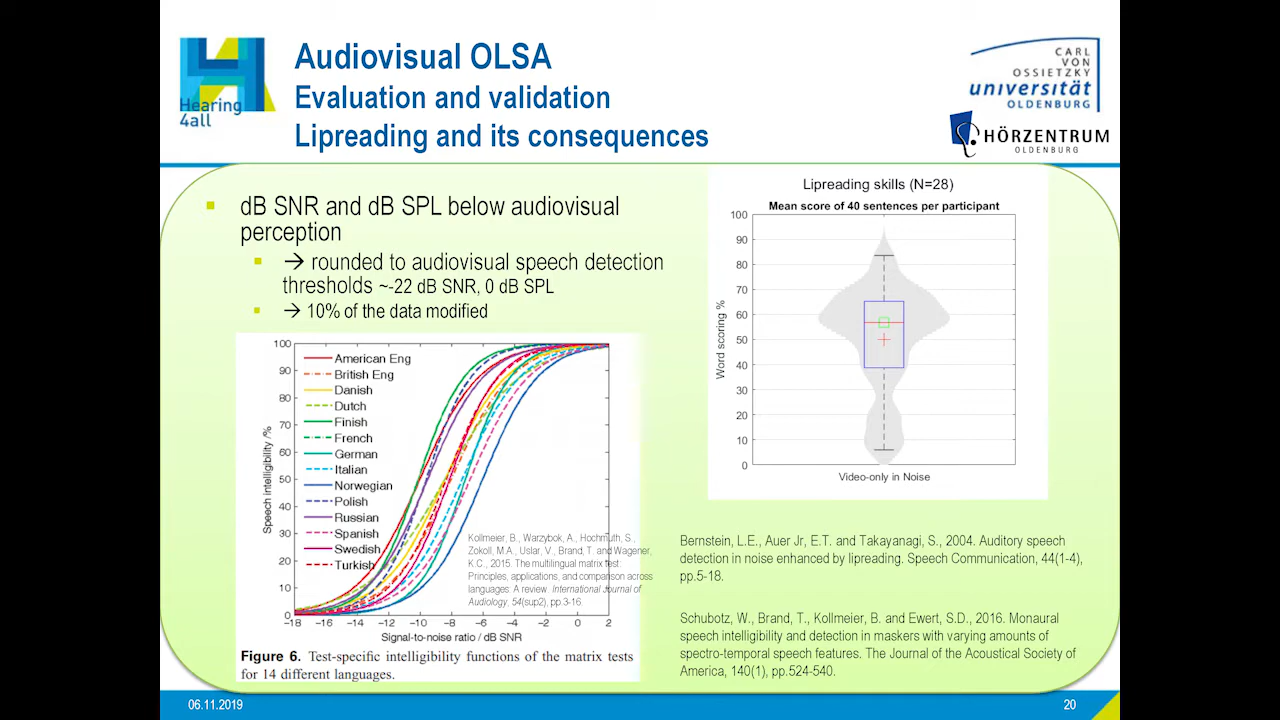 Hearing
4all
Audiovisual OLSA
Evaluation and validation
Lipreading and its consequences
CARL
VON
OSSIETZKY
universität
OLDENBURG
HÖRZENTRUM
OLDENBURG
dB SNR and dB SPL below audiovisual
perception
→ rounded to audiovisual speech detection
thresholds ~-22 dB SNR, 0 dB SPL
→ 10% of the data modified
100
90
80
70
60
50
40
30
20
10
0
Speech intelligibility /%
American Eng
British Eng
Danish
Dutch
Finish
French
German
Italian
Norwegian
Polish
Russian
Spanish
Swedish
Turkish
−18 −16 −14 −12 −10 −8 −6 −4 −2 0 2
Signal-to-noise ratio / dB SNR
Kollmeier, B., Warzybok, A., Hochmuth, S.,
Zokoll, M.A., Uslar, V., Brand, T. and Wagener,
K.C., 2015. The multilingual matrix test:
Principles, applications, and comparison across
languages: A review. International Journal of
Audiology, 54(sup2), pp.3-16.
Figure 6. Test-specific intelligibility functions of the matrix tests
for 14 different languages.
Lipreading skills (N=28)
Mean score of 40 sentences per participant
100
90
80
70
60
50
40
30
20
10
0
Word scoring %
Video-only in Noise
Bernstein, L.E., Auer Jr, E.T. and Takayanagi, S., 2004. Auditory speech
detection in noise enhanced by lipreading. Speech Communication, 44(1-4),
pp.5-18.
Schubotz, W., Brand, T., Kollmeier, B. and Ewert, S.D., 2016. Monaural
speech intelligibility and detection in maskers with varying amounts of
spectro-temporal speech features. The Journal of the Acoustical Society of
America, 140(1), pp.524-540.
06.11.2019
20